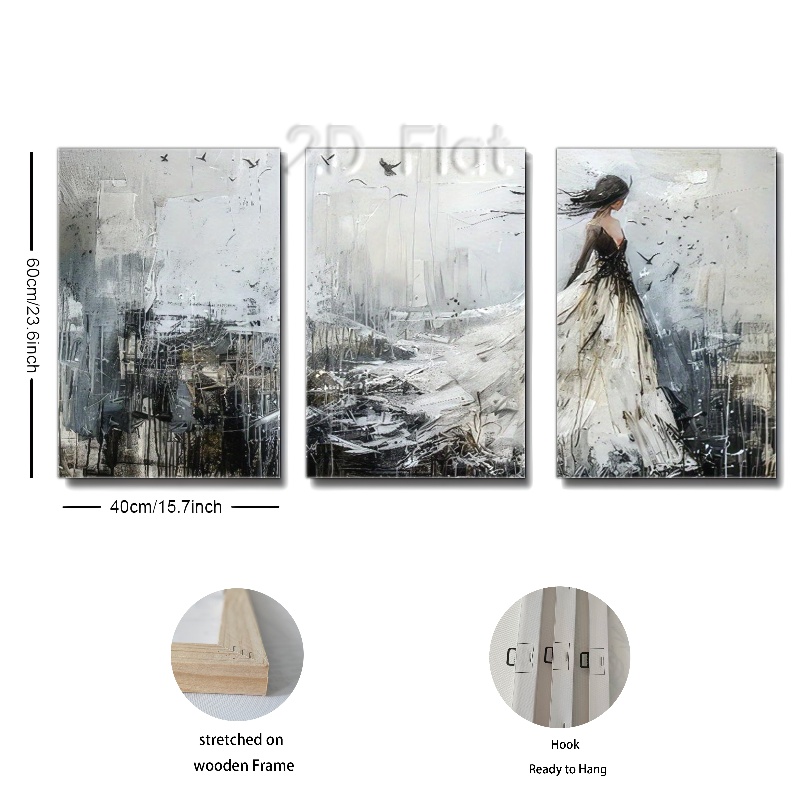 2D Flat
60cm/23.6inch
40cm/15.7inch
stretched on
wooden Frame
Hook
Ready to Hang